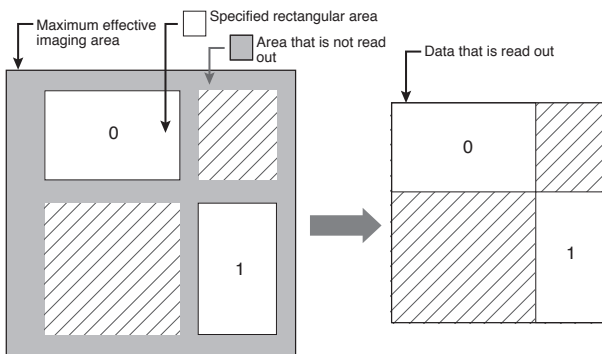 Maximum effective
imaging area
Specified rectangular area
Area that is not read
out
Data that is read out
0
1
0
1